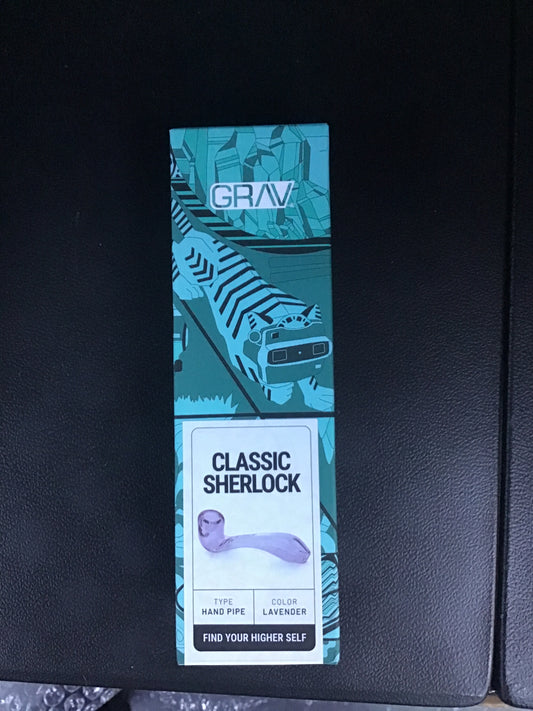 GRAV
CLASSIC
SHERLOCK
TYPE
HAND PIPE
COLOR
LAVENDER
FIND YOUR HIGHER SELF